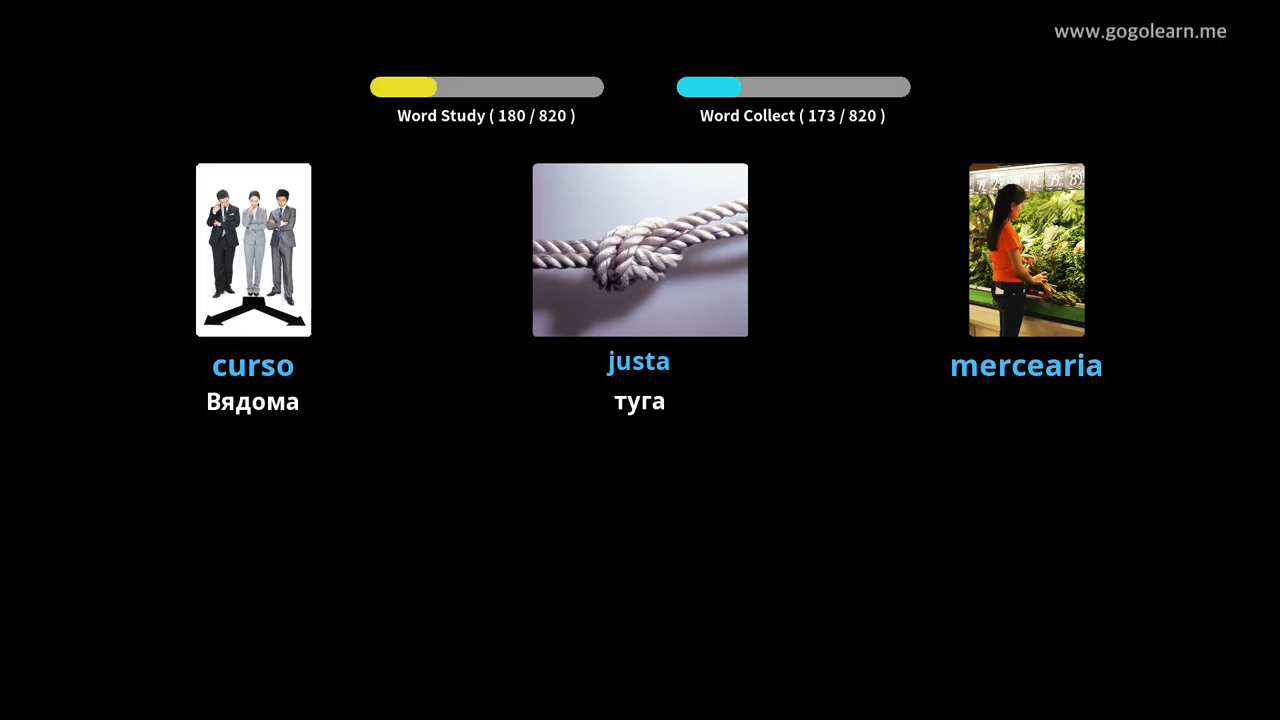 www.gogolearn.me
Word Study ( 180 / 820 )
Word Collect ( 173 / 820 )
curso
justa
mercearia
Вядома
туга